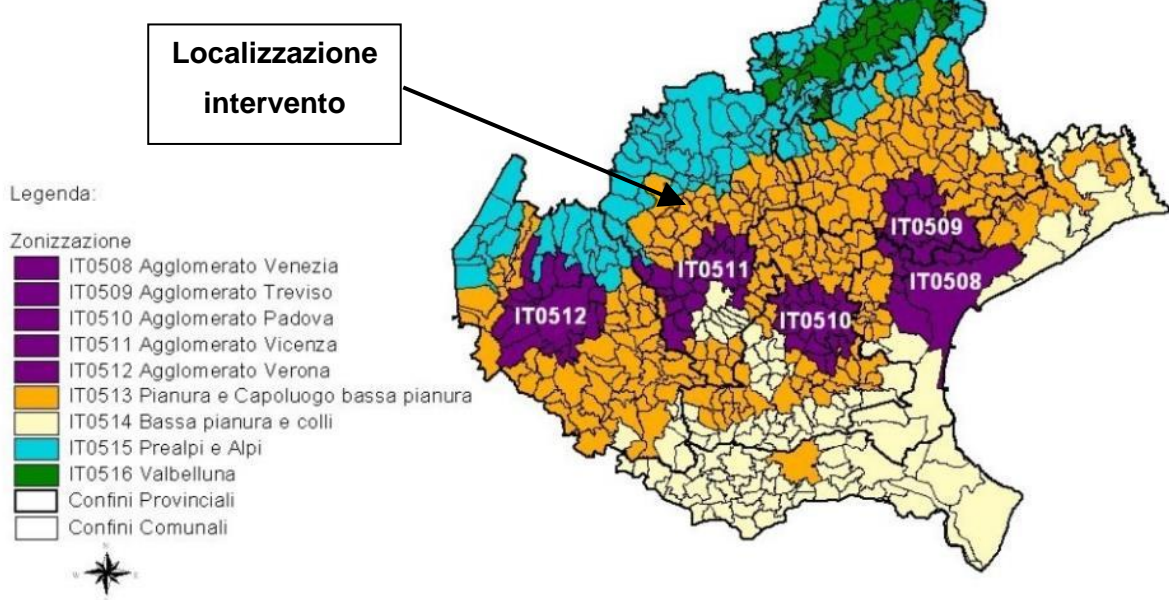 Localizzazione
intervento
Legenda:
Zonizzazione
IT0508 Agglomerato Venezia
IT0509 Agglomerato Treviso
IT0510 Agglomerato Padova
IT0511 Agglomerato Vicenza
IT0512 Agglomerato Verona
IT0513 Pianura e Capoluogo bassa pianura
IT0514 Bassa pianura e colli
IT0515 Prealpi e Alpi
IT0516 Valbelluna
Confini Provinciali
Confini Comunali
N
W
E
IT0509
IT0511
IT0508
IT0512
IT0510